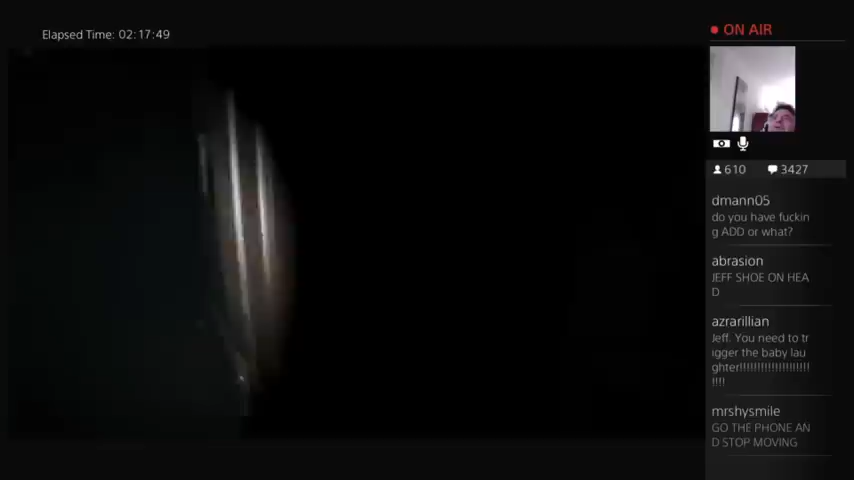 Elapsed Time: 02:17:49
ON AIR
610 3427
dmann05
do you have fuckin
g ADD or what?
abrasion
JEFF SHOE ON HEA
D
azrarillian
Jeff. You need to tr
igger the baby lau
ghter!!!!!!!!!!!!!!!!!!!!
!!!!
mrshysmile
GO THE PHONE AN
D STOP MOVING